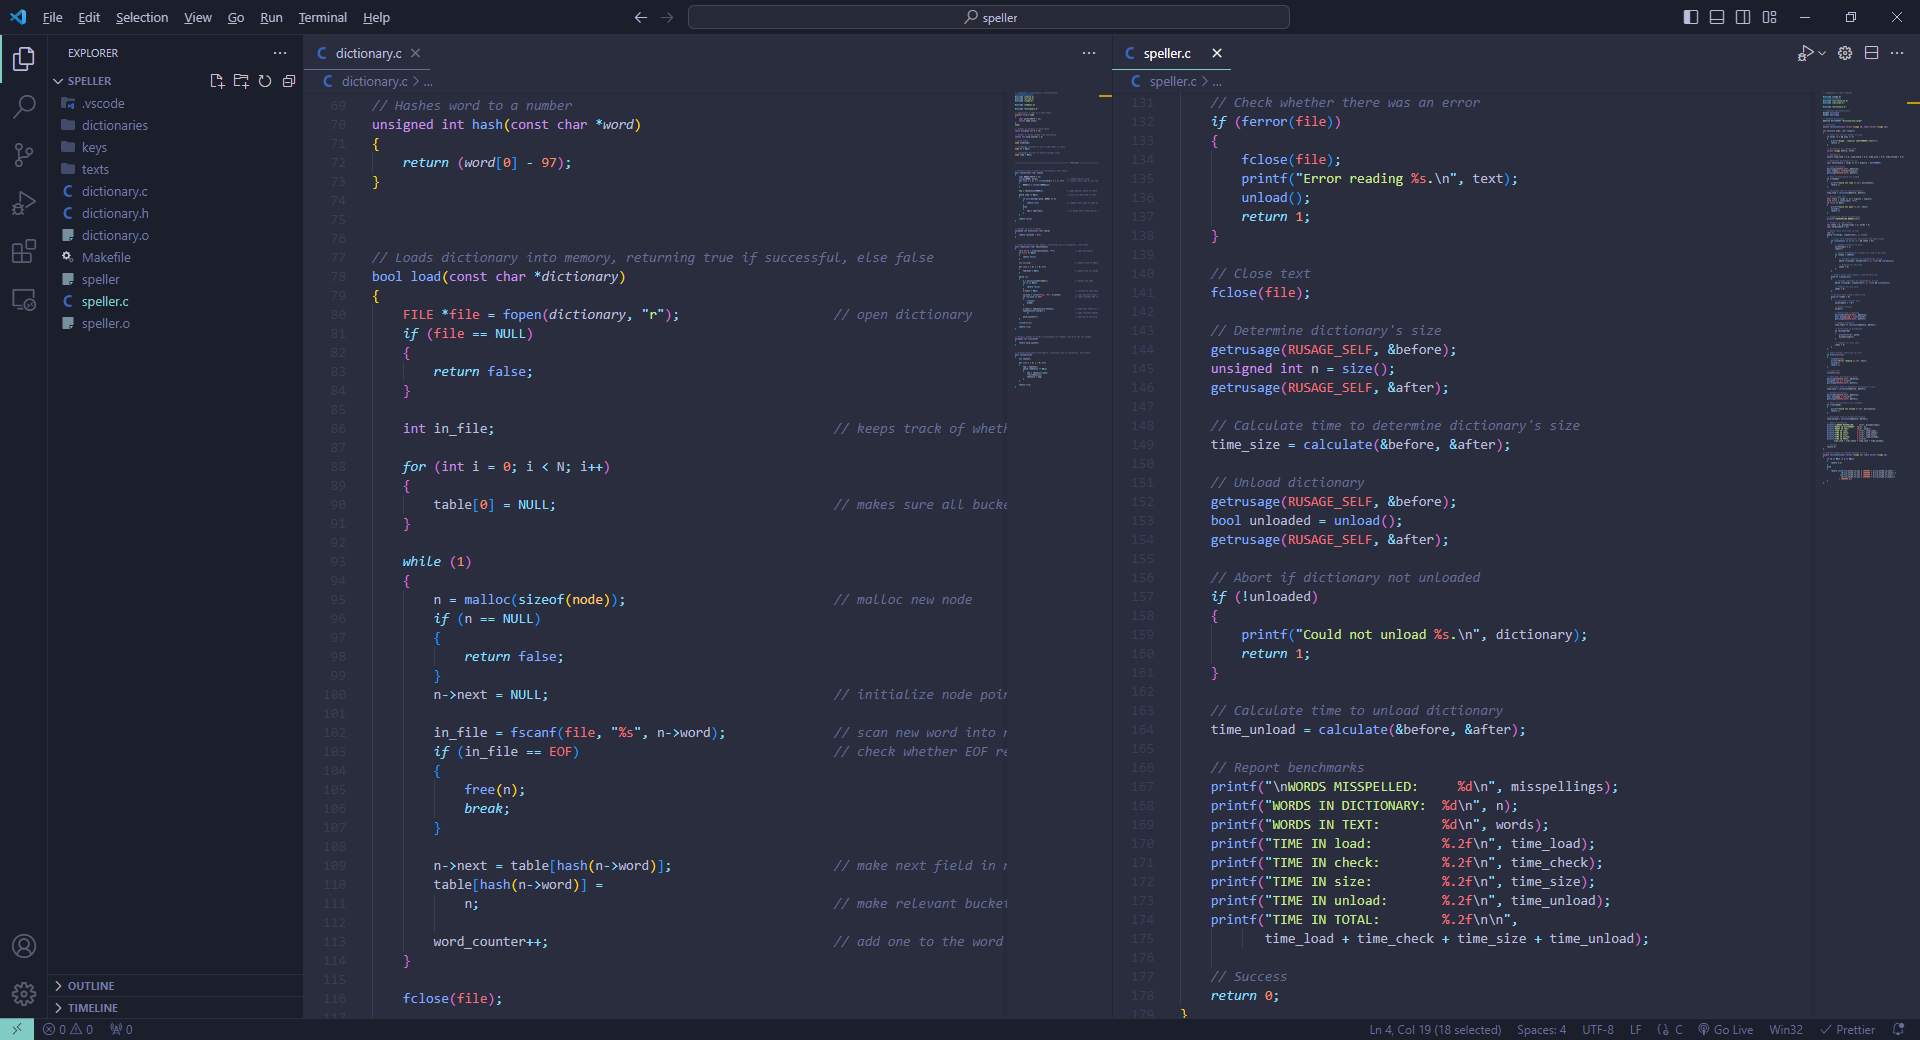 File Edit Selection View Go Run Terminal Help
speller
EXPLORER
SPELLER
.vscode
dictionaries
keys
texts
dictionary.c
dictionary.h
dictionary.o
Makefile
speller
speller.c
speller.o
OUTLINE
TIMELINE
dictionary.c
dictionary.c > ...
69 // Hashes word to a number
70 unsigned int hash(const char *word)
71 {
72 return (word[0] - 97);
73 }
74
75
76
77 // Loads dictionary into memory, returning true if successful, else false
78 bool load(const char *dictionary)
79 {
80 FILE *file = fopen(dictionary, "r"); // open dictionary
81 if (file == NULL)
82 {
83 return false;
84 }
85
86 int in_file; // keeps track of wheth
87
88 for (int i = 0; i < N; i++)
89 {
90 table[0] = NULL; // makes sure all bucke
91 }
92
93 while (1)
94 {
95 n = malloc(sizeof(node)); // malloc new node
96 if (n == NULL)
97 {
98 return false;
99 }
100 n->next = NULL; // initialize node poin
101
102 in_file = fscanf(file, "%s", n->word); // scan new word into n
103 if (in_file == EOF) // check whether EOF re
104 {
105 free(n);
106 break;
107 }
108
109 n->next = table[hash(n->word)]; // make next field in n
110 table[hash(n->word)] =
111 n; // make relevant bucket
112
113 word_counter++; // add one to the word
114 }
115
116 fclose(file);
117
speller.c
speller.c > ...
131 // Check whether there was an error
132 if (ferror(file))
133 {
134 fclose(file);
135 printf("Error reading %s.\n", text);
136 unload();
137 return 1;
138 }
139
140 // Close text
141 fclose(file);
142
143 // Determine dictionary's size
144 getrusage(RUSAGE_SELF, &before);
145 unsigned int n = size();
146 getrusage(RUSAGE_SELF, &after);
147
148 // Calculate time to determine dictionary's size
149 time_size = calculate(&before, &after);
150
151 // Unload dictionary
152 getrusage(RUSAGE_SELF, &before);
153 bool unloaded = unload();
154 getrusage(RUSAGE_SELF, &after);
155
156 // Abort if dictionary not unloaded
157 if (!unloaded)
158 {
159 printf("Could not unload %s.\n", dictionary);
160 return 1;
161 }
162
163 // Calculate time to unload dictionary
164 time_unload = calculate(&before, &after);
165
166 // Report benchmarks
167 printf("\nWORDS MISSPELLED:     %d\n", misspellings);
168 printf("WORDS IN DICTIONARY:  %d\n", n);
169 printf("WORDS IN TEXT:        %d\n", words);
170 printf("TIME IN load:         %.2f\n", time_load);
171 printf("TIME IN check:        %.2f\n", time_check);
172 printf("TIME IN size:         %.2f\n", time_size);
173 printf("TIME IN unload:       %.2f\n", time_unload);
174 printf("TIME IN TOTAL:        %.2f\n\n",
175 time_load + time_check + time_size + time_unload);
176
177 // Success
178 return 0;
179 }
0 0 0
Ln 4, Col 19 (18 selected) Spaces: 4 UTF-8 LF {} C Go Live Win32 Prettier